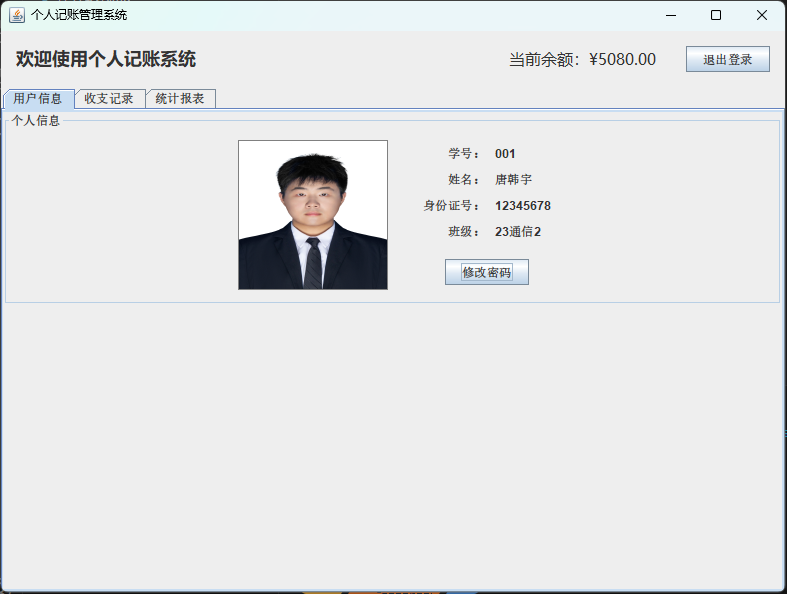 个人记账管理系统
欢迎使用个人记账系统
当前余额：¥5080.00
退出登录
用户信息 收支记录 统计报表
个人信息
学号： 001
姓名： 唐韩宇
身份证号： 12345678
班级： 23通信2
修改密码